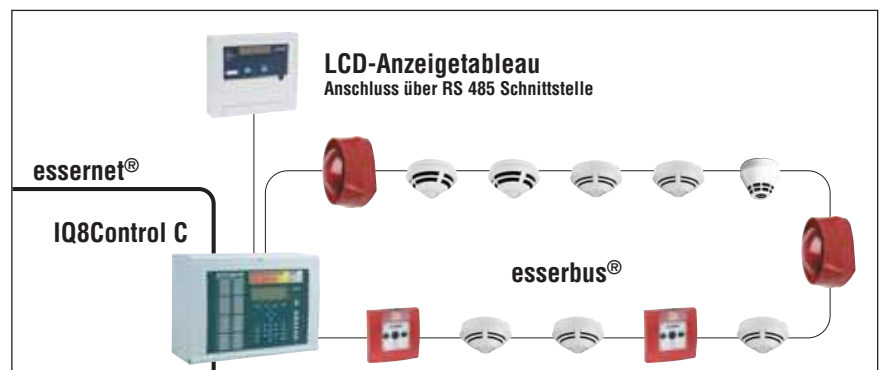 LCD-Anzeigetableau
Anschluss über RS 485 Schnittstelle
essernet®
IQ8Control C
esserbus®